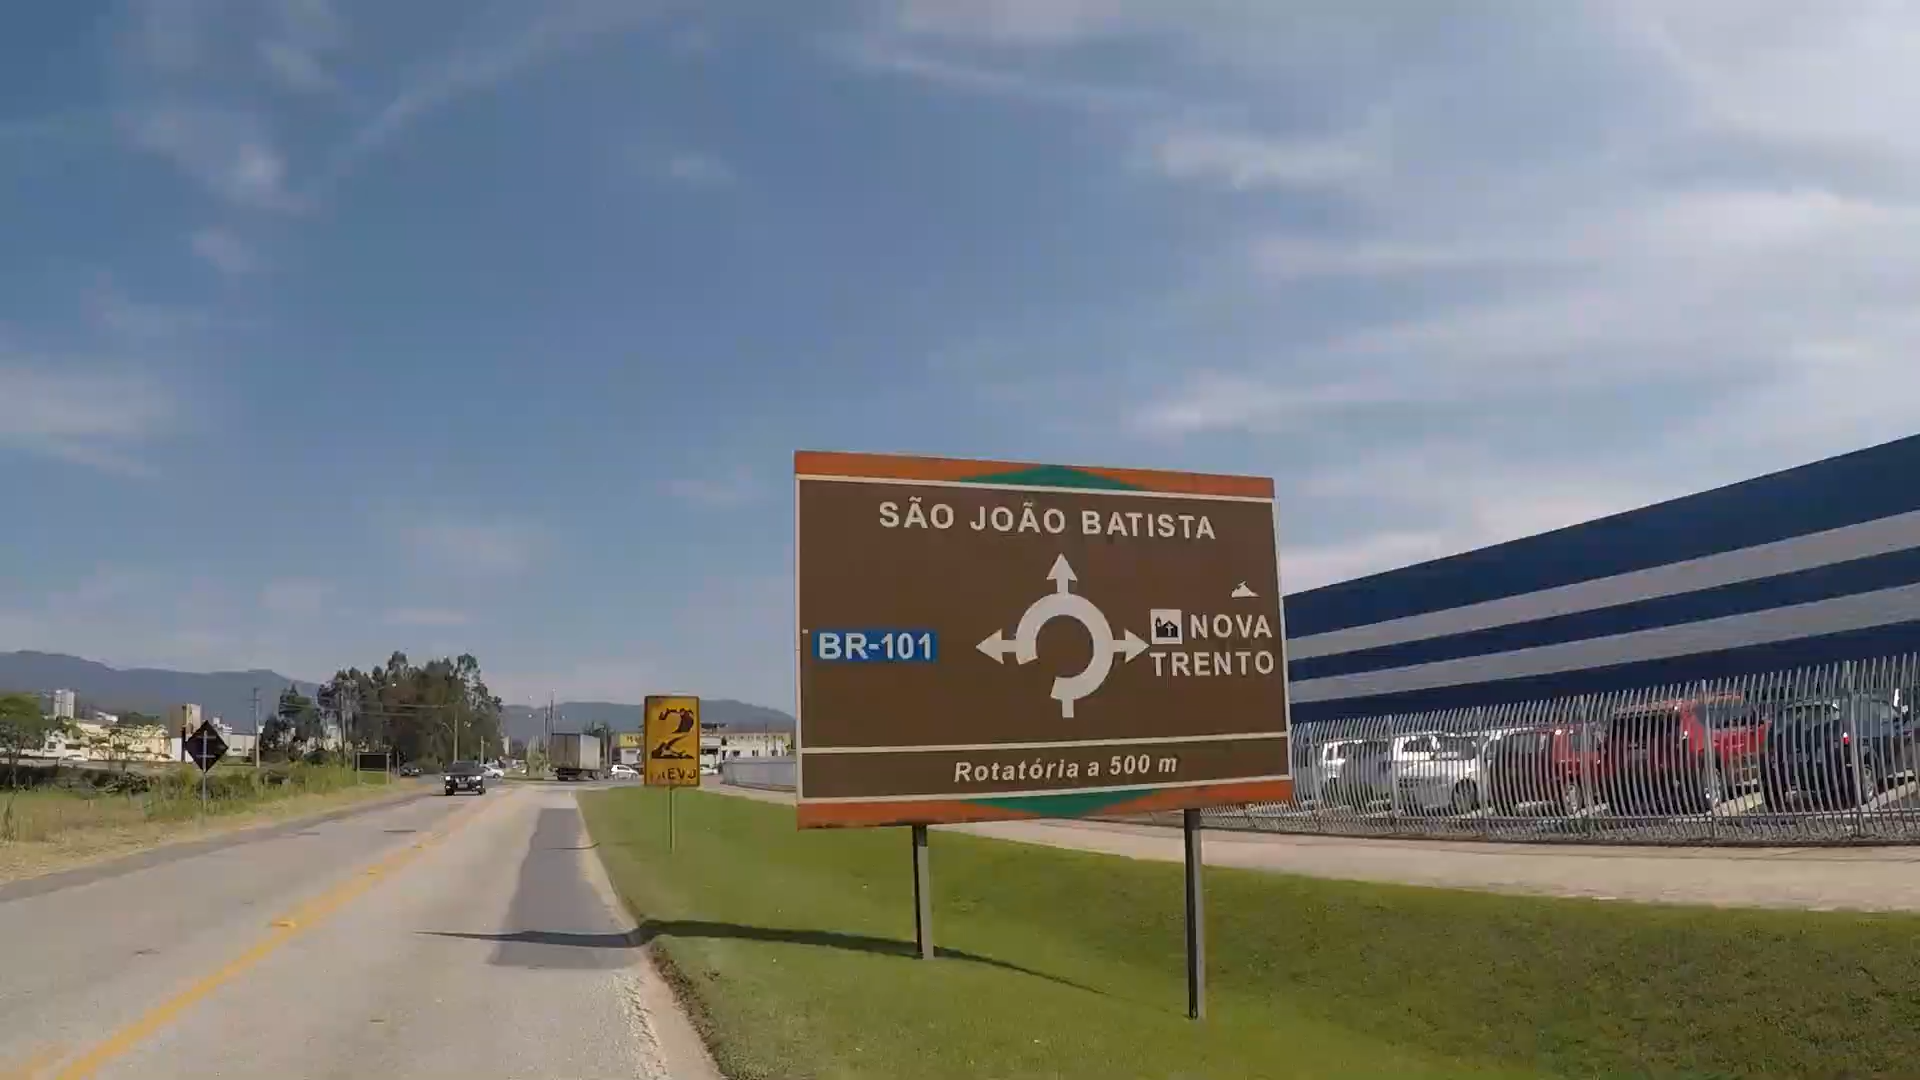 SÃO JOÃO BATISTA
BR-101
NOVA
TRENTO
Rotatória a 500 m